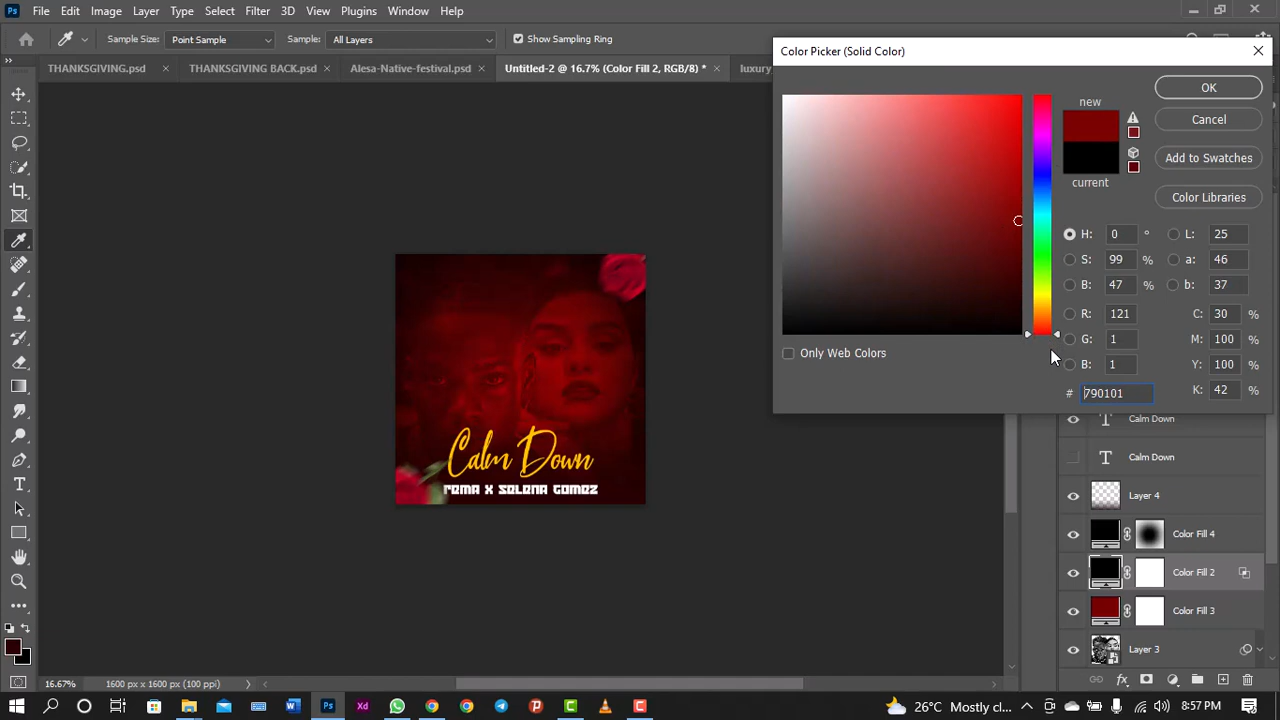 Ps File Edit Image Layer Type Select Filter 3D View Plugins Window Help
Sample Size: Point Sample Sample: All Layers Show Sampling Ring
THANKSGIVING.psd × THANKSGIVING BACK.psd × Alesa-Native-festival.psd × Untitled-2 @ 16.7% (Color Fill 2, RGB/8) * × luxury
Color Picker (Solid Color)
new
current
OK
Cancel
Add to Swatches
Color Libraries
H: 0 ° L: 25
S: 99 % a: 46
B: 47 % b: 37
R: 121 C: 30 %
G: 1 M: 100 %
B: 1 Y: 100 %
# 790101 K: 42 %
Only Web Colors
Calm Down
REMA X SELENA GOMEZ
Calm Down
Calm Down
Layer 4
Color Fill 4
Color Fill 2
Color Fill 3
Layer 3
16.67% 1600 px x 1600 px (100 ppi)
26°C Mostly cl... 8:57 PM